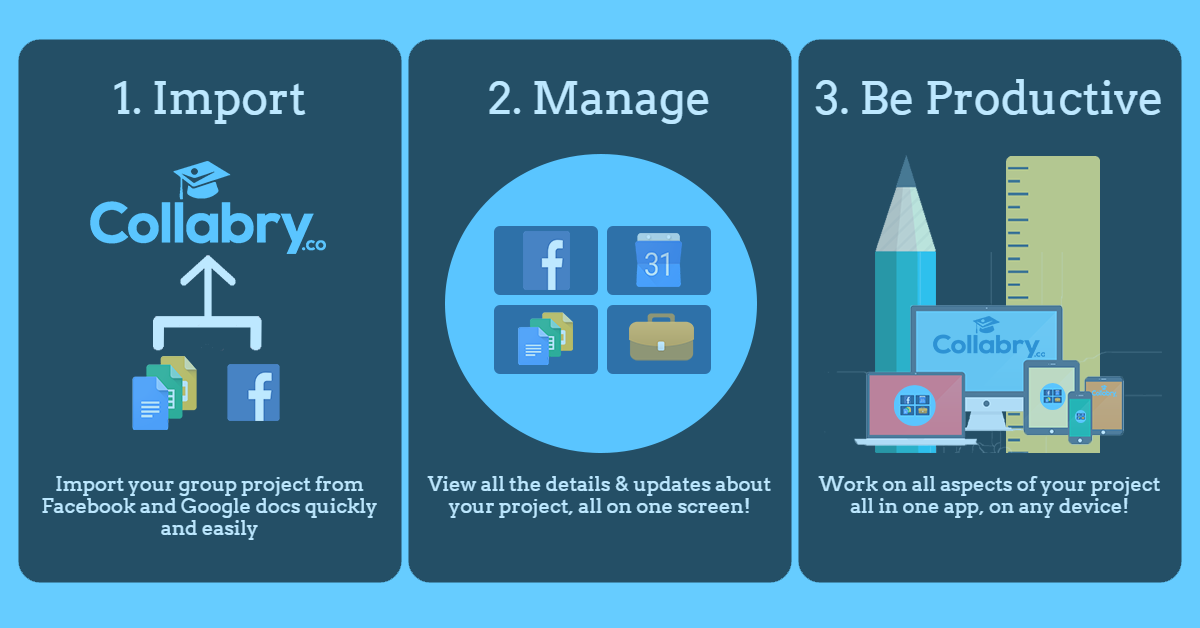 1. Import
Collabry.co
Import your group project from
Facebook and Google docs quickly
and easily
2. Manage
31
View all the details & updates about
your project, all on one screen!
3. Be Productive
Collabry.co
Work on all aspects of your project
all in one app, on any device!